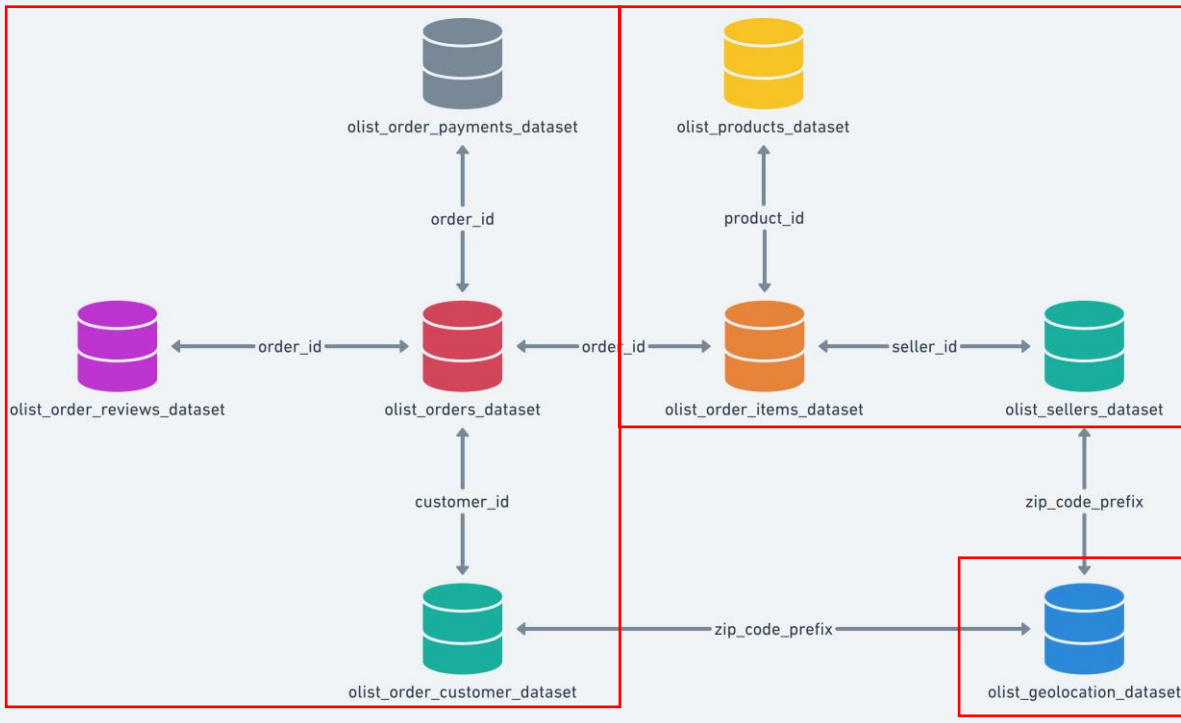 olist_order_payments_dataset
olist_products_dataset
order_id
product_id
order_id
order_id
seller_id
olist_order_reviews_dataset
olist_orders_dataset
olist_order_items_dataset
olist_sellers_dataset
customer_id
zip_code_prefix
zip_code_prefix
olist_order_customer_dataset
olist_geolocation_dataset